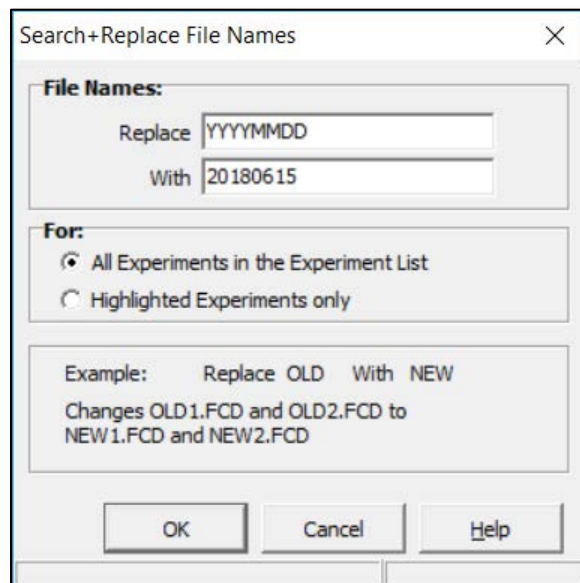 Search+Replace File Names
File Names:
Replace YYYYMMDD
With 20180615
For:
All Experiments in the Experiment List
Highlighted Experiments only
Example: Replace OLD With NEW
Changes OLD1.FCD and OLD2.FCD to
NEW1.FCD and NEW2.FCD
OK Cancel Help